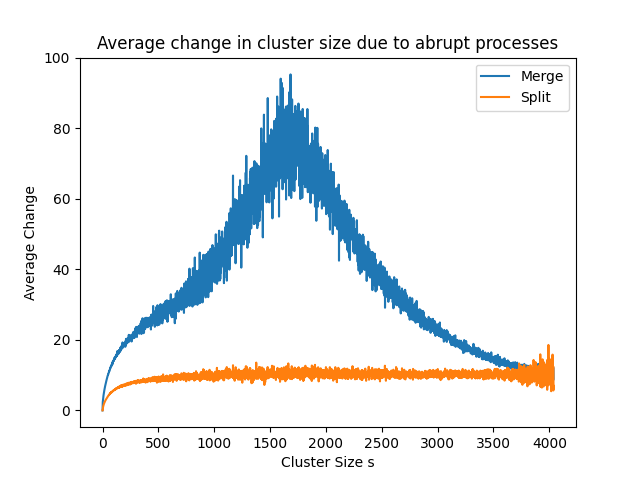 Average change in cluster size due to abrupt processes
Merge
Split
100
80
60
40
20
0
Average Change
0 500 1000 1500 2000 2500 3000 3500 4000
Cluster Size s